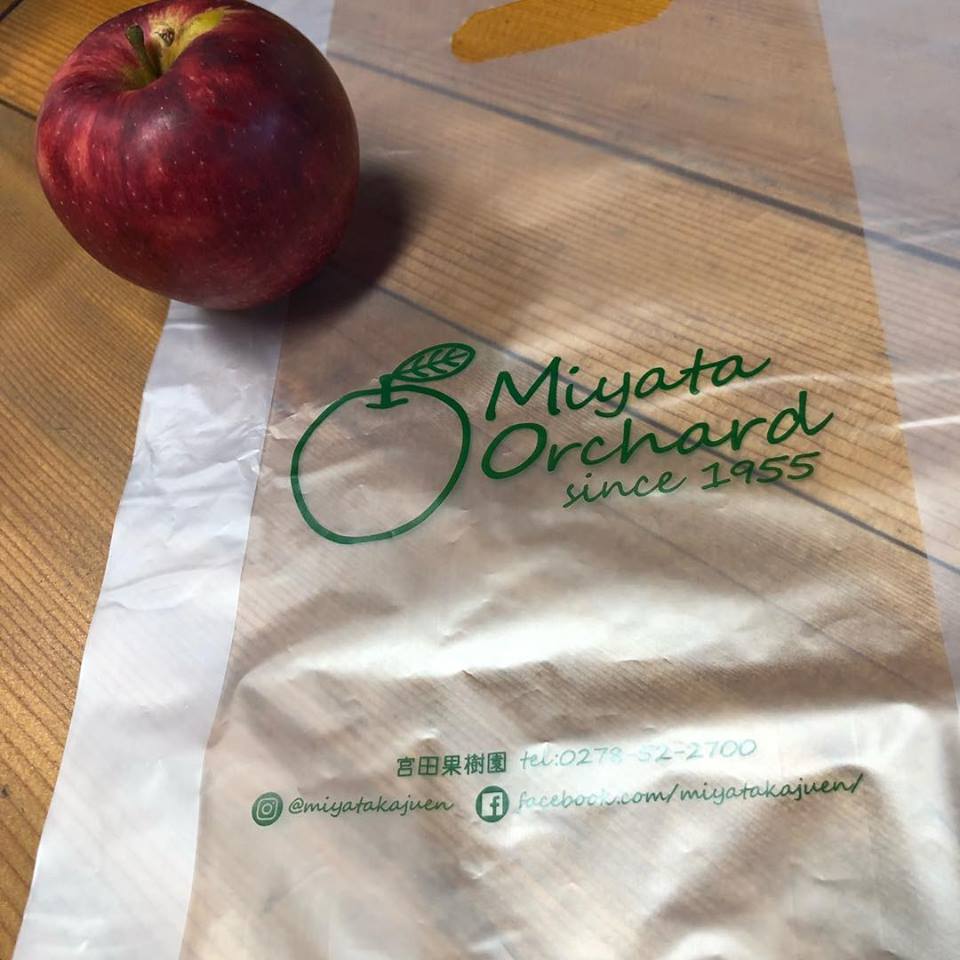 Miyata
Orchard
since 1955
宮田果樹園 tel:0278-52-2700
@miyatakajuen facebook.com/miyatakajuen/